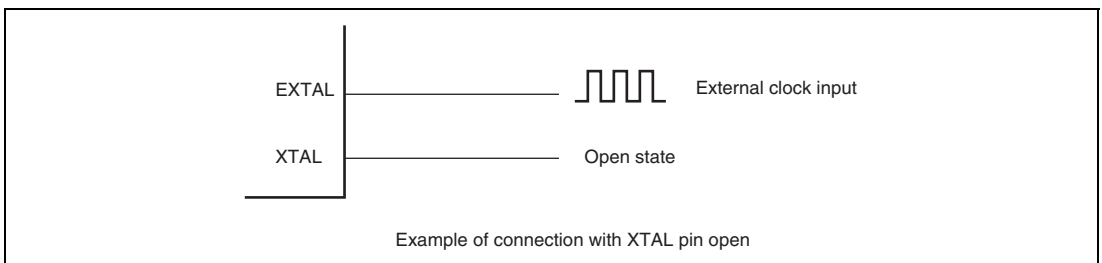 EXTAL External clock input
XTAL Open state
Example of connection with XTAL pin open